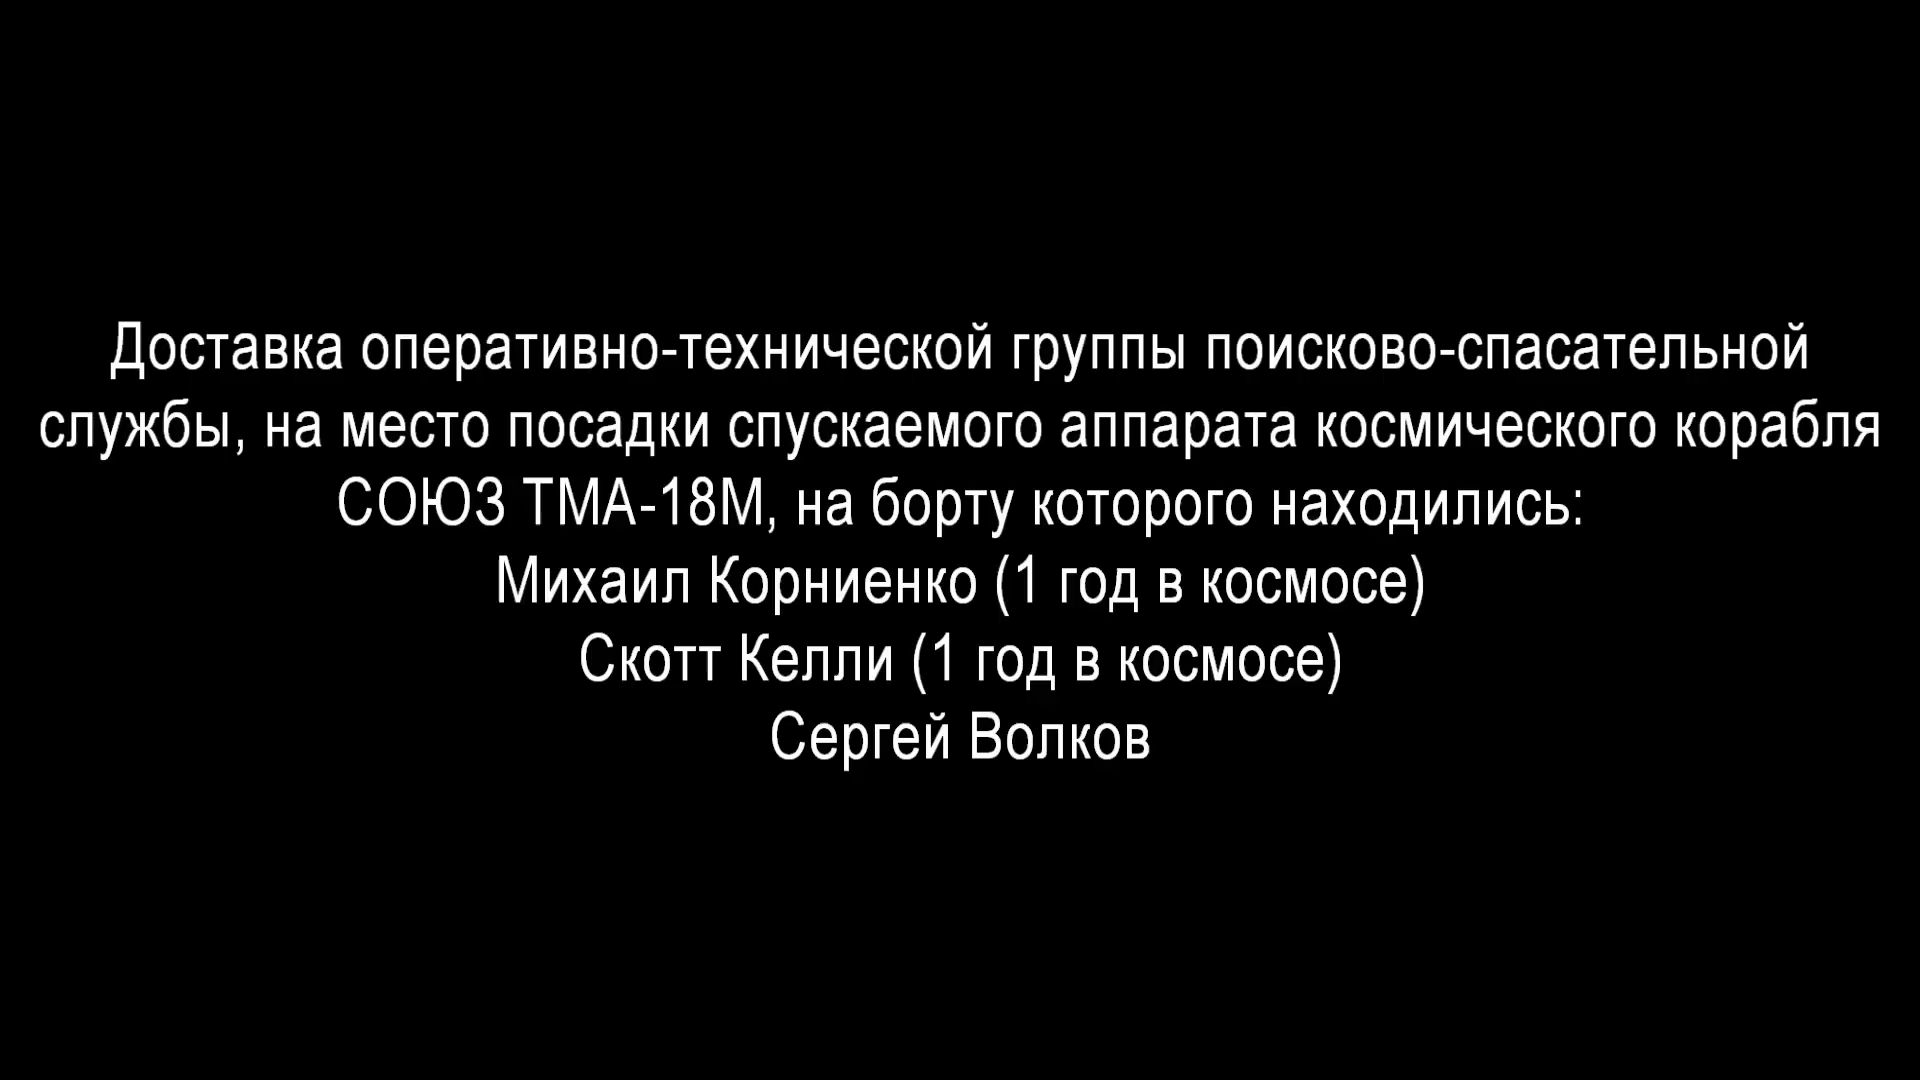 Доставка оперативно-технической группы поисково-спасательной
службы, на место посадки спускаемого аппарата космического корабля
СОЮЗ ТМА-18М, на борту которого находились:
Михаил Корниенко (1 год в космосе)
Скотт Келли (1 год в космосе)
Сергей Волков